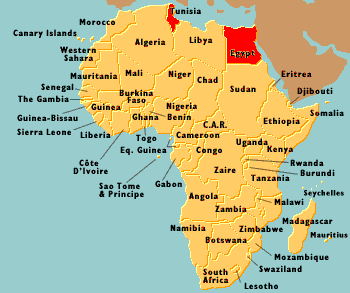 Tunisia
Morocco
Canary Islands
Algeria
Libya
Egypt
Western
Sahara
Mauritania
Mali
Niger
Chad
Sudan
Eritrea
Djibouti
Senegal
The Gambia
Burkina
Faso
Guinea
Nigeria
Benin
Ghana
Guinea-Bissau
Sierra Leone
Liberia
Togo
Côte
D'Ivoire
Ethiopia
Somalia
C.A.R.
Cameroon
Eq. Guinea
Uganda
Kenya
Congo
Rwanda
Burundi
Zaire
Tanzania
Sao Tome
& Principe
Gabon
Seychelles
Angola
Malawi
Zambia
Madagascar
Mauritius
Namibia
Zimbabwe
Botswana
Mozambique
Swaziland
South
Africa
Lesotho